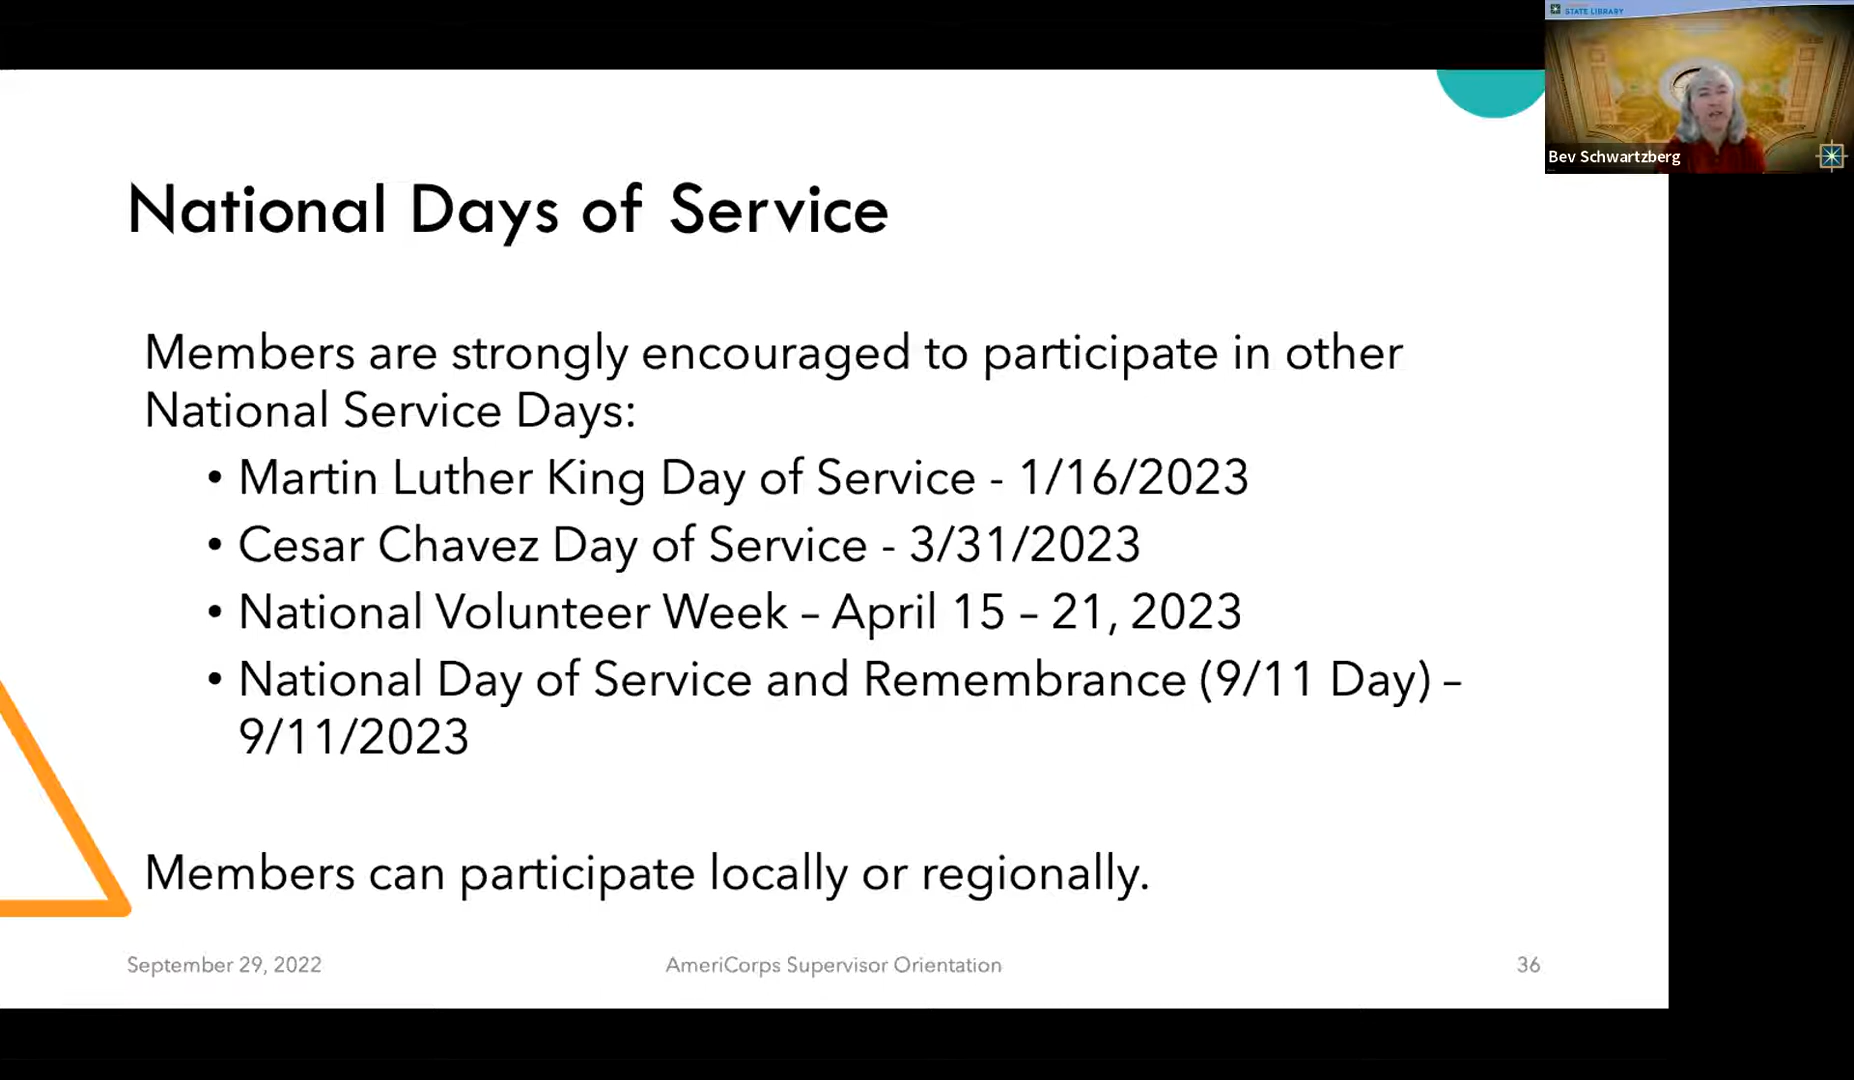 STATE LIBRARY
Bev Schwartzberg
National Days of Service
Members are strongly encouraged to participate in other
National Service Days:
• Martin Luther King Day of Service - 1/16/2023
• Cesar Chavez Day of Service - 3/31/2023
• National Volunteer Week – April 15 – 21, 2023
• National Day of Service and Remembrance (9/11 Day) –
9/11/2023
Members can participate locally or regionally.
September 29, 2022
AmeriCorps Supervisor Orientation
36